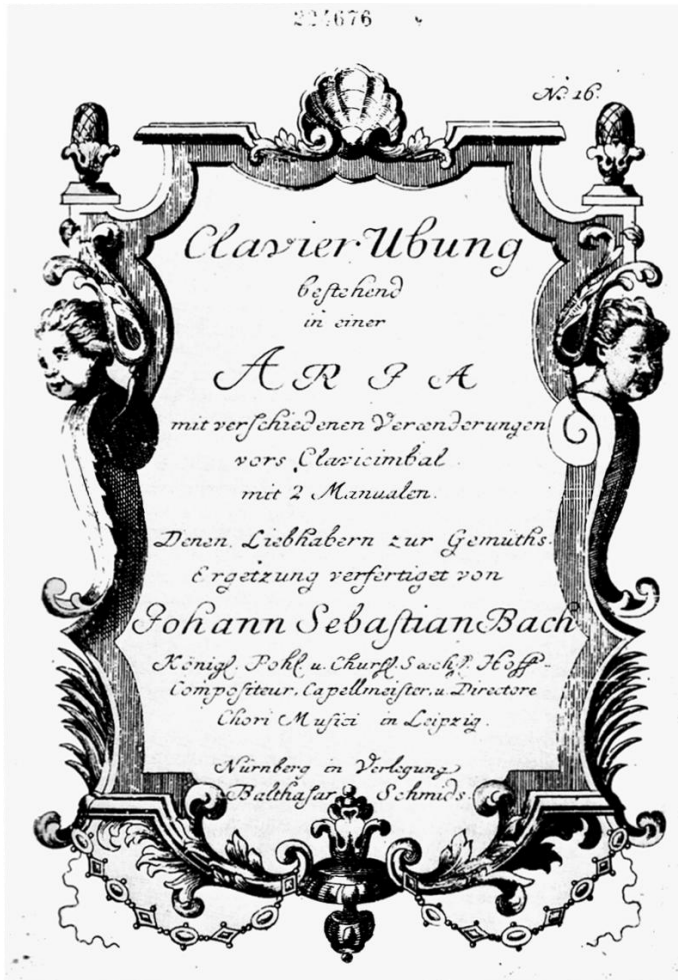 224676
No. 16.
Clavier Ubung
bestehend
in einer
ARIA
mit verschiedenen Verænderungen
vors Clavicimbal
mit 2 Manualen.
Denen Liebhabern zur Gemüths-
Ergetzung verfertiget von
Johann Sebastian Bach
Königl. Pohl. u. Churfl. Sæchs. Hoff-
Compositeur, Capellmeister, u. Directore
Chori Musici in Leipzig.
Nürnberg in Verlegung
Balthasar Schmids